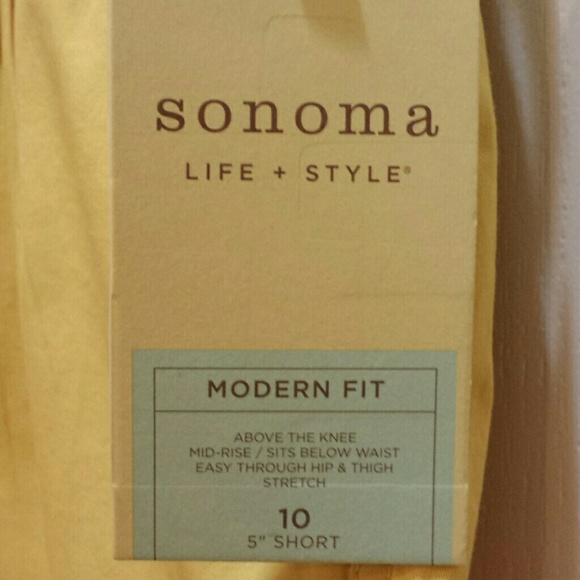 sonoma
LIFE + STYLE®
MODERN FIT
ABOVE THE KNEE
MID-RISE / SITS BELOW WAIST
EASY THROUGH HIP & THIGH
STRETCH
10
5" SHORT